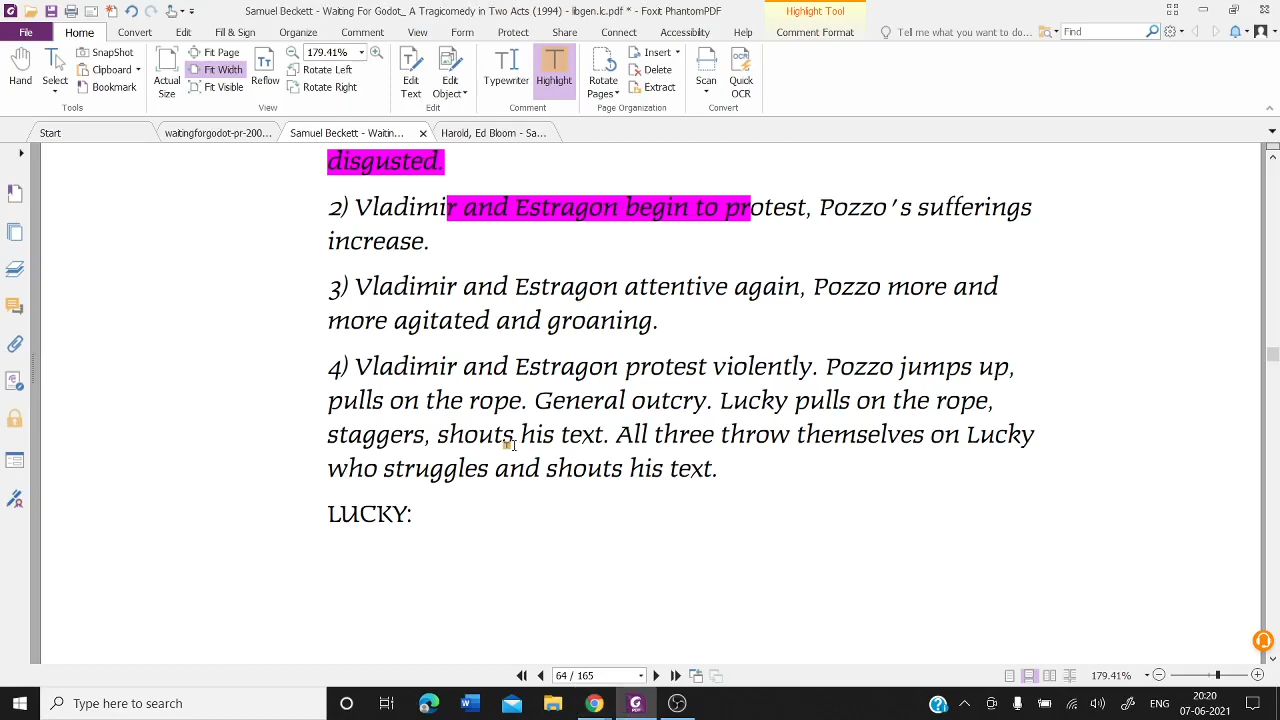 Samuel Beckett - Waiting For Godot_ A Tragicomedy in Two Acts (1994) - libgen.lc.pdf * - Foxit PhantomPDF
Highlight Tool
File Home Convert Edit Fill & Sign Organize Comment View Form Protect Share Connect Accessibility Help Comment Format Tell me what you want to do... Find
Hand
Select
SnapShot
Clipboard
Bookmark
Tools
Actual Size
Fit Page
Fit Width
Fit Visible
Reflow
179.41%
Rotate Left
Rotate Right
View
Edit Text
Edit Object
Edit
Typewriter
Highlight
Comment
Rotate Pages
Insert
Delete
Extract
Page Organization
Scan
Quick OCR
Convert
Start waitingforgodot-pr-200... Samuel Beckett - Waitin... Harold, Ed Bloom - Sa...
disgusted.
2) Vladimir and Estragon begin to protest, Pozzo's sufferings
increase.
3) Vladimir and Estragon attentive again, Pozzo more and
more agitated and groaning.
4) Vladimir and Estragon protest violently. Pozzo jumps up,
pulls on the rope. General outcry. Lucky pulls on the rope,
staggers, shouts his text. All three throw themselves on Lucky
who struggles and shouts his text.
LUCKY:
64 / 165
179.41%
Type here to search
ENG
20:20
07-06-2021